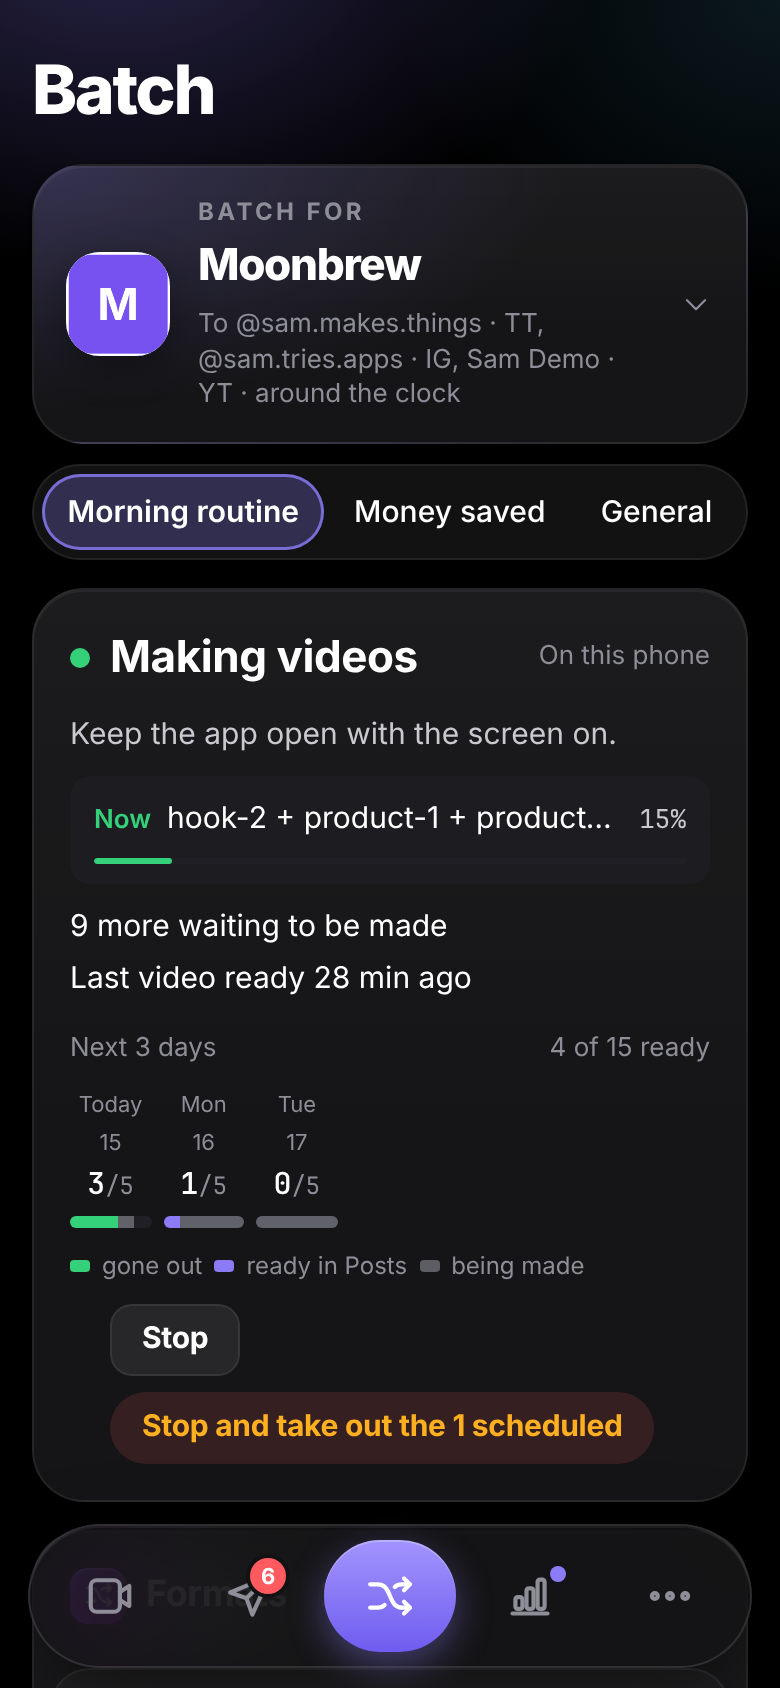 Batch
BATCH FOR
M
Moonbrew
To @sam.makes.things · TT,
@sam.tries.apps · IG, Sam Demo ·
YT · around the clock
Morning routine
Money saved
General
Making videos
On this phone
Keep the app open with the screen on.
Now hook-2 + product-1 + product... 15%
9 more waiting to be made
Last video ready 28 min ago
Next 3 days
4 of 15 ready
Today Mon Tue
15 16 17
3/5 1/5 0/5
gone out ready in Posts being made
Stop
Stop and take out the 1 scheduled
Formats
6